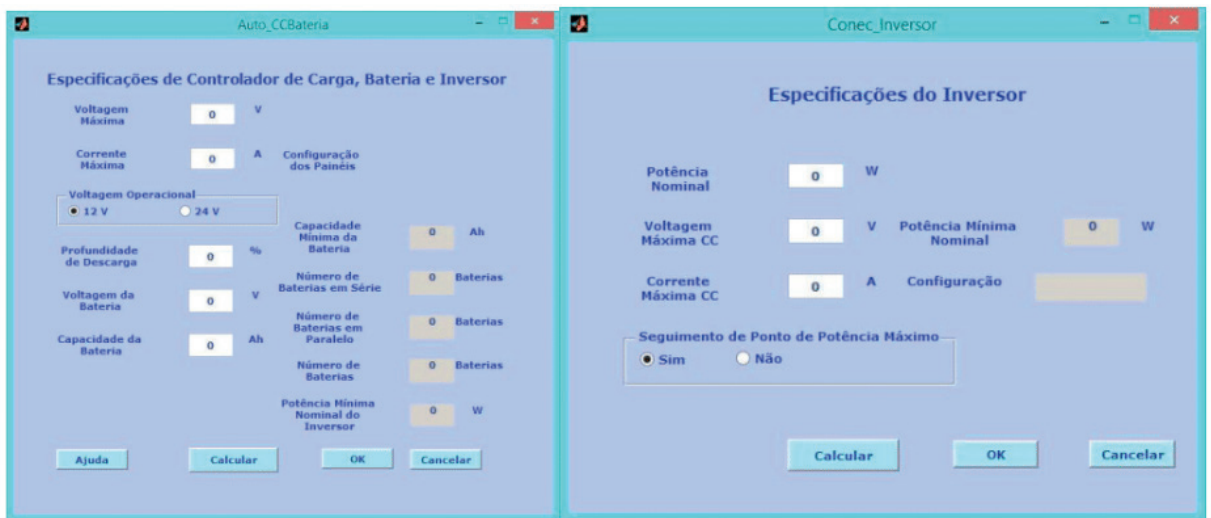 Auto_CCBateria
Especificações de Controlador de Carga, Bateria e Inversor
Voltagem
Máxima
0
V
Corrente
Máxima
0
A
Configuração
dos Painéis
Voltagem Operacional
12 V
24 V
Profundidade
de Descarga
0
%
Voltagem da
Bateria
0
V
Capacidade da
Bateria
0
Ah
Capacidade
Mínima da
Bateria
0
Ah
Número de
Baterias em Série
0
Baterias
Número de
Baterias em
Paralelo
0
Baterias
Número de
Baterias
0
Baterias
Potência Mínima
Nominal do
Inversor
0
W
Ajuda
Calcular
OK
Cancelar
Conec_Inversor
Especificações do Inversor
Potência
Nominal
0
W
Voltagem
Máxima CC
0
V
Potência Mínima
Nominal
0
W
Corrente
Máxima CC
0
A
Configuração
Seguimento de Ponto de Potência Máximo
Sim
Não
Calcular
OK
Cancelar